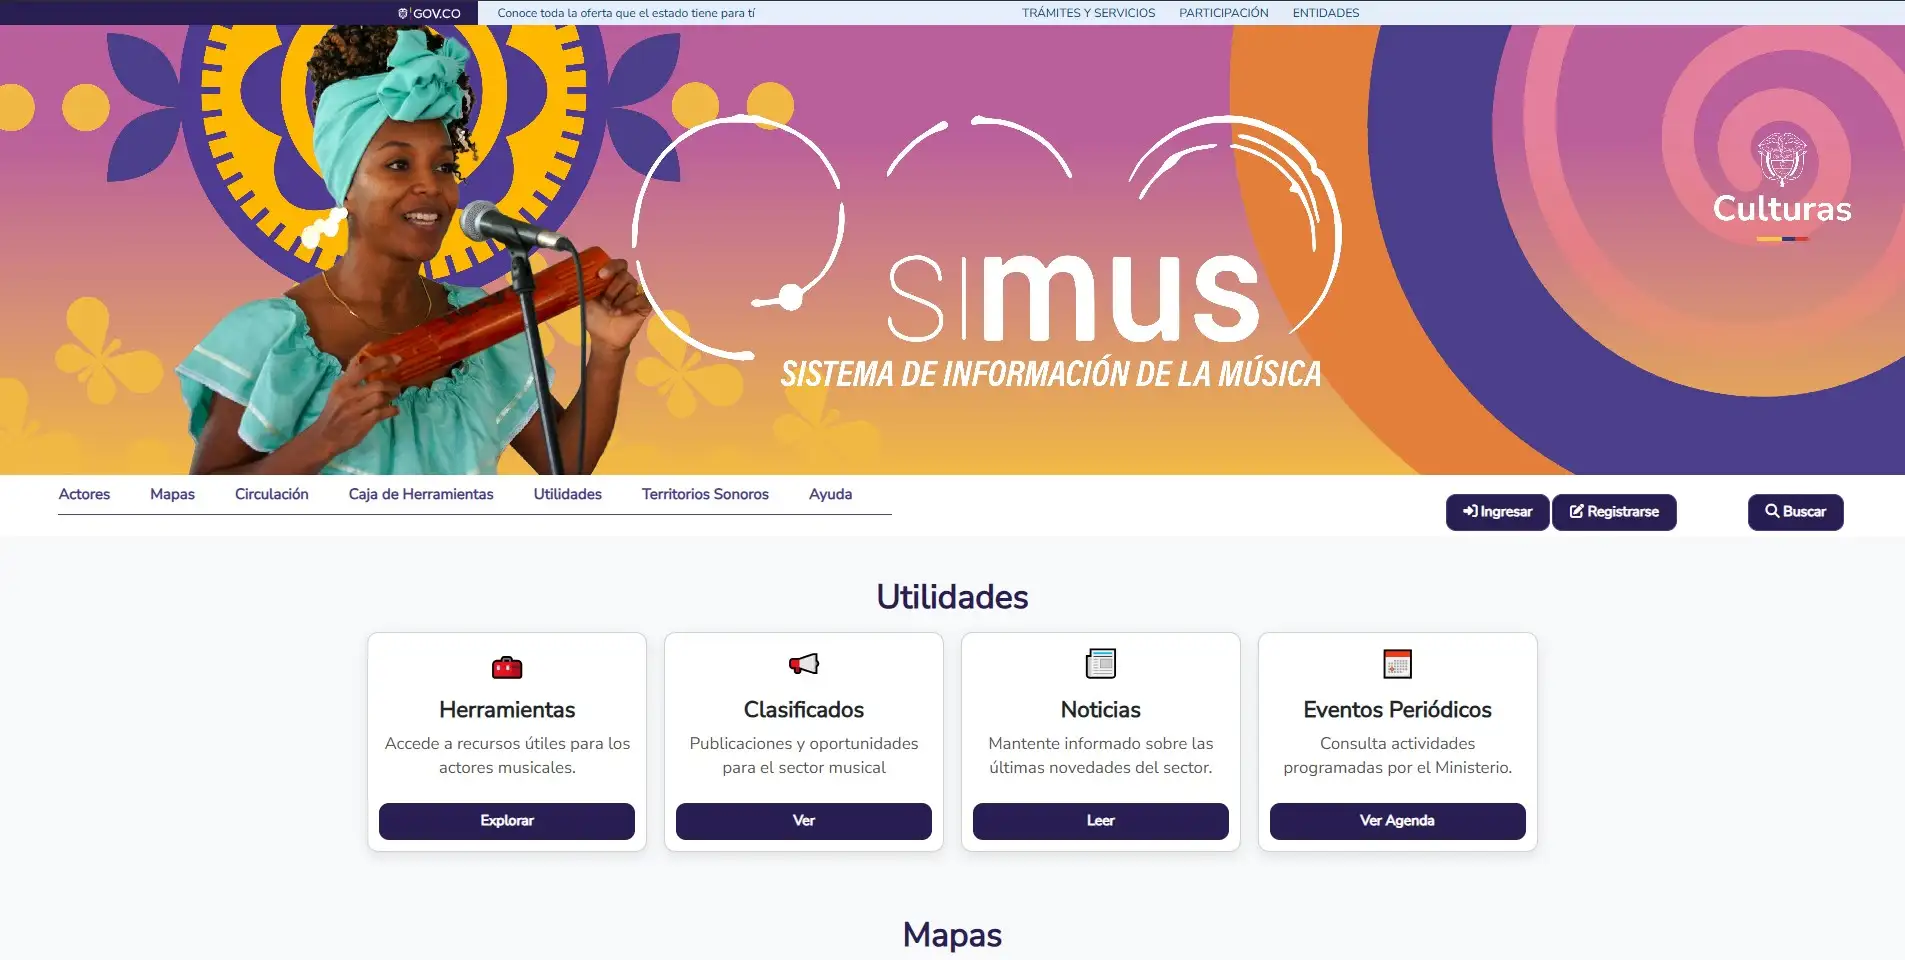 GOV.CO
Conoce toda la oferta que el estado tiene para tí
TRÁMITES Y SERVICIOS
PARTICIPACIÓN
ENTIDADES
Culturas
SImus
SISTEMA DE INFORMACIÓN DE LA MÚSICA
Actores
Mapas
Circulación
Caja de Herramientas
Utilidades
Territorios Sonoros
Ayuda
Ingresar
Registrarse
Buscar
Utilidades
Herramientas
Accede a recursos útiles para los
actores musicales.
Explorar
Clasificados
Publicaciones y oportunidades
para el sector musical
Ver
Noticias
Mantente informado sobre las
últimas novedades del sector.
Leer
Eventos Periódicos
Consulta actividades
programadas por el Ministerio.
Ver Agenda
Mapas